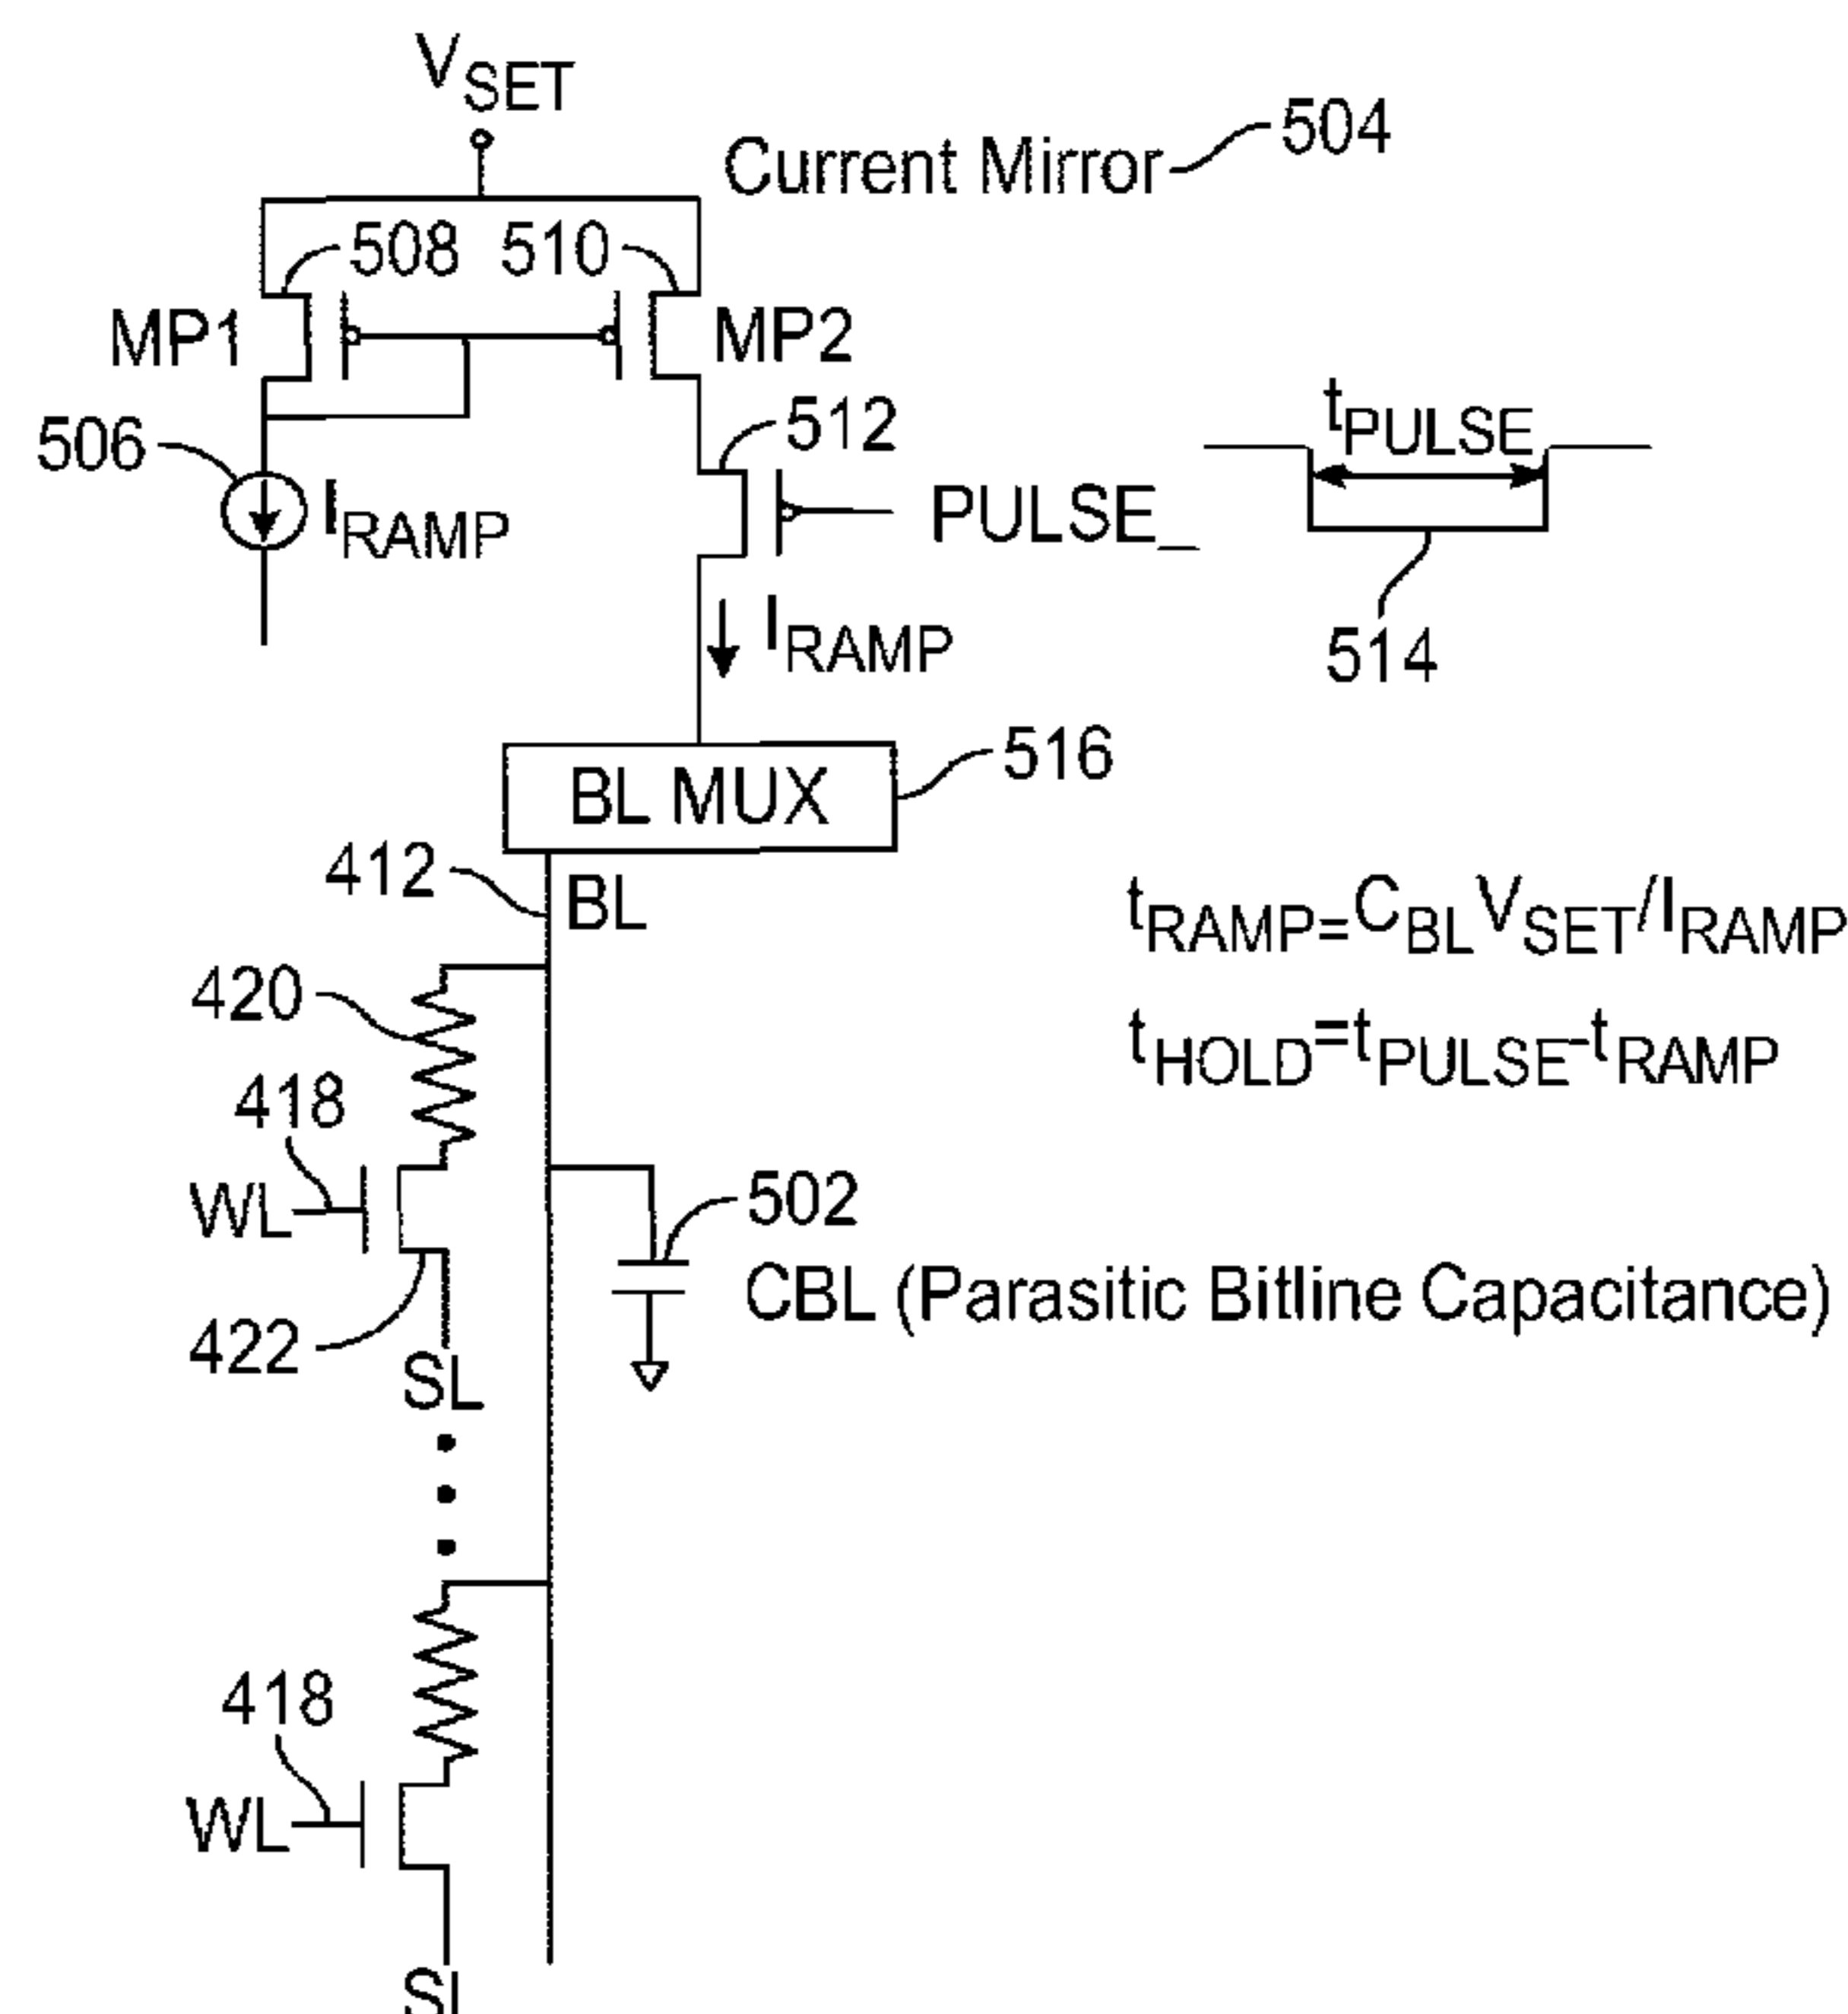 VSET
Current Mirror 504
508 510
MP1 MP2
512
506
IRAMP
PULSE_
tPULSE
514
IRAMP
BL MUX
516
412
BL
tRAMP=CBLVSET/IRAMP
tHOLD=tPULSE-tRAMP
420
418
WL
502
CBL (Parasitic Bitline Capacitance)
422
SL
418
WL
SL